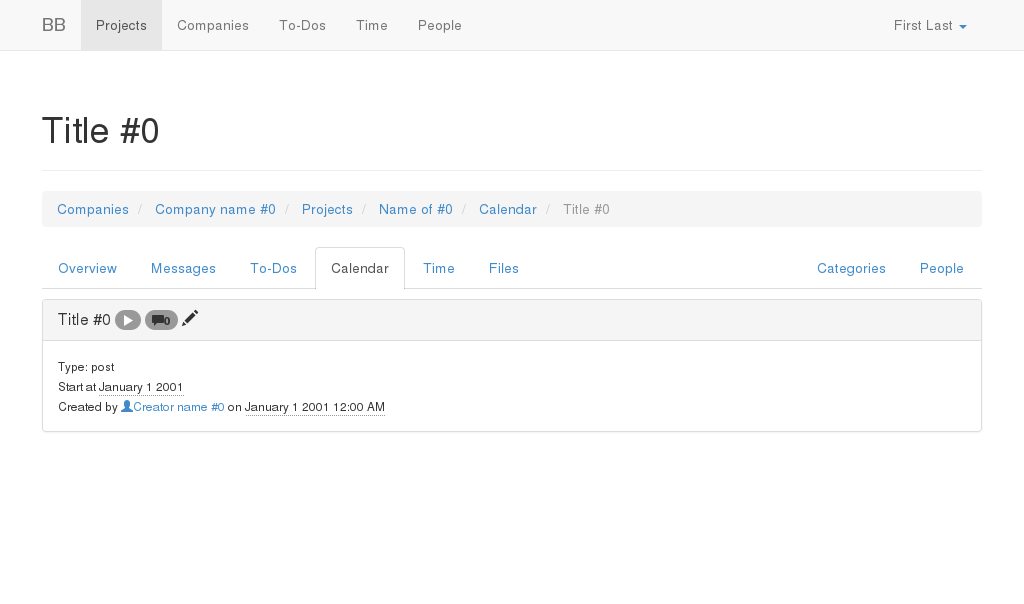 BB Projects Companies To-Dos Time People First Last
Title #0
Companies / Company name #0 / Projects / Name of #0 / Calendar / Title #0
Overview Messages To-Dos Calendar Time Files Categories People
Title #0 0
Type: post
Start at January 1 2001
Created by Creator name #0 on January 1 2001 12:00 AM